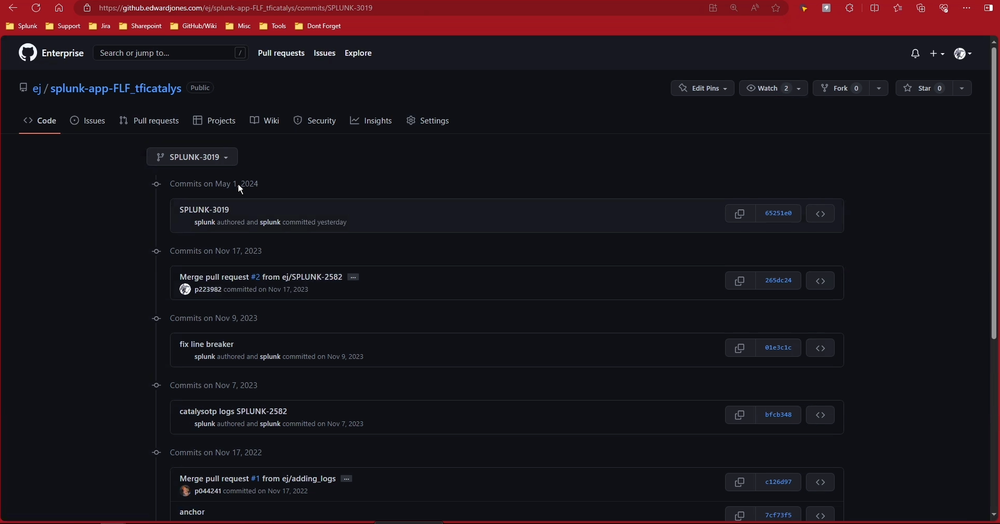 https://github.edwardjones.com/ej/splunk-app-FLF_tficatalys/commits/SPLUNK-3019
Splunk Support Jira Sharepoint GitHub/Wiki Misc Tools Dont Forget
Enterprise Search or jump to... / Pull requests Issues Explore
ej / splunk-app-FLF_tficatalys Public Edit Pins Watch 2 Fork 0 Star 0
Code Issues Pull requests Projects Wiki Security Insights Settings
SPLUNK-3019
Commits on May 1, 2024
SPLUNK-3019
65251e0
splunk authored and splunk committed yesterday
Commits on Nov 17, 2023
Merge pull request #2 from ej/SPLUNK-2582 ...
265dc24
p223982 committed on Nov 17, 2023
Commits on Nov 9, 2023
fix line breaker
01e3c1c
splunk authored and splunk committed on Nov 9, 2023
Commits on Nov 7, 2023
catalysotp logs SPLUNK-2582
bfcb348
splunk authored and splunk committed on Nov 7, 2023
Commits on Nov 17, 2022
Merge pull request #1 from ej/adding_logs ...
c126d97
p044241 committed on Nov 17, 2022
anchor
7cf73f5